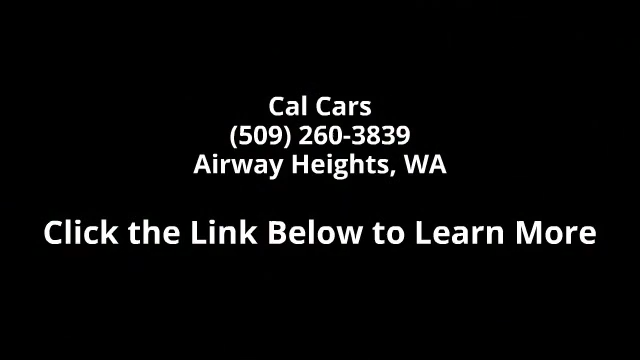 Cal Cars
(509) 260-3839
Airway Heights, WA
Click the Link Below to Learn More